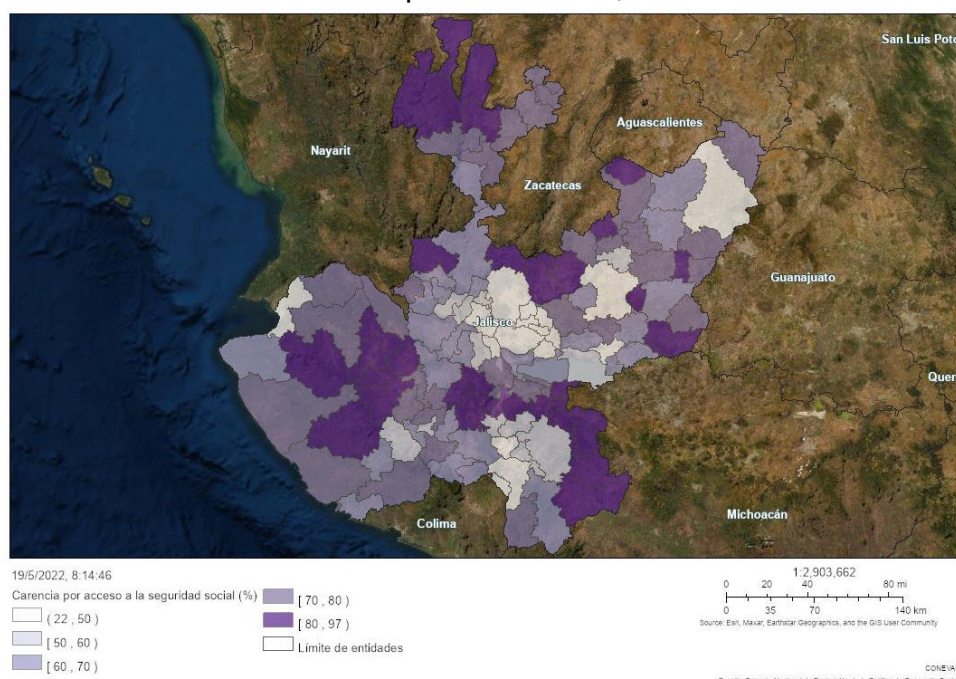 San Luis Poto
Aguascalientes
Nayarit
Zacatecas
Guanajuato
Jalisco
Quer
Michoacán
Colima
19/5/2022, 8:14:46
Carencia por acceso a la seguridad social (%)
( 22 , 50 )
[ 50 , 60 )
[ 60 , 70 )
[ 70 , 80 )
[ 80 , 97 )
Límite de entidades
1:2,903,662
0 20 40 80 mi
0 35 70 140 km
Source: Esri, Maxar, Earthstar Geographics, and the GIS User Community
CONEVA